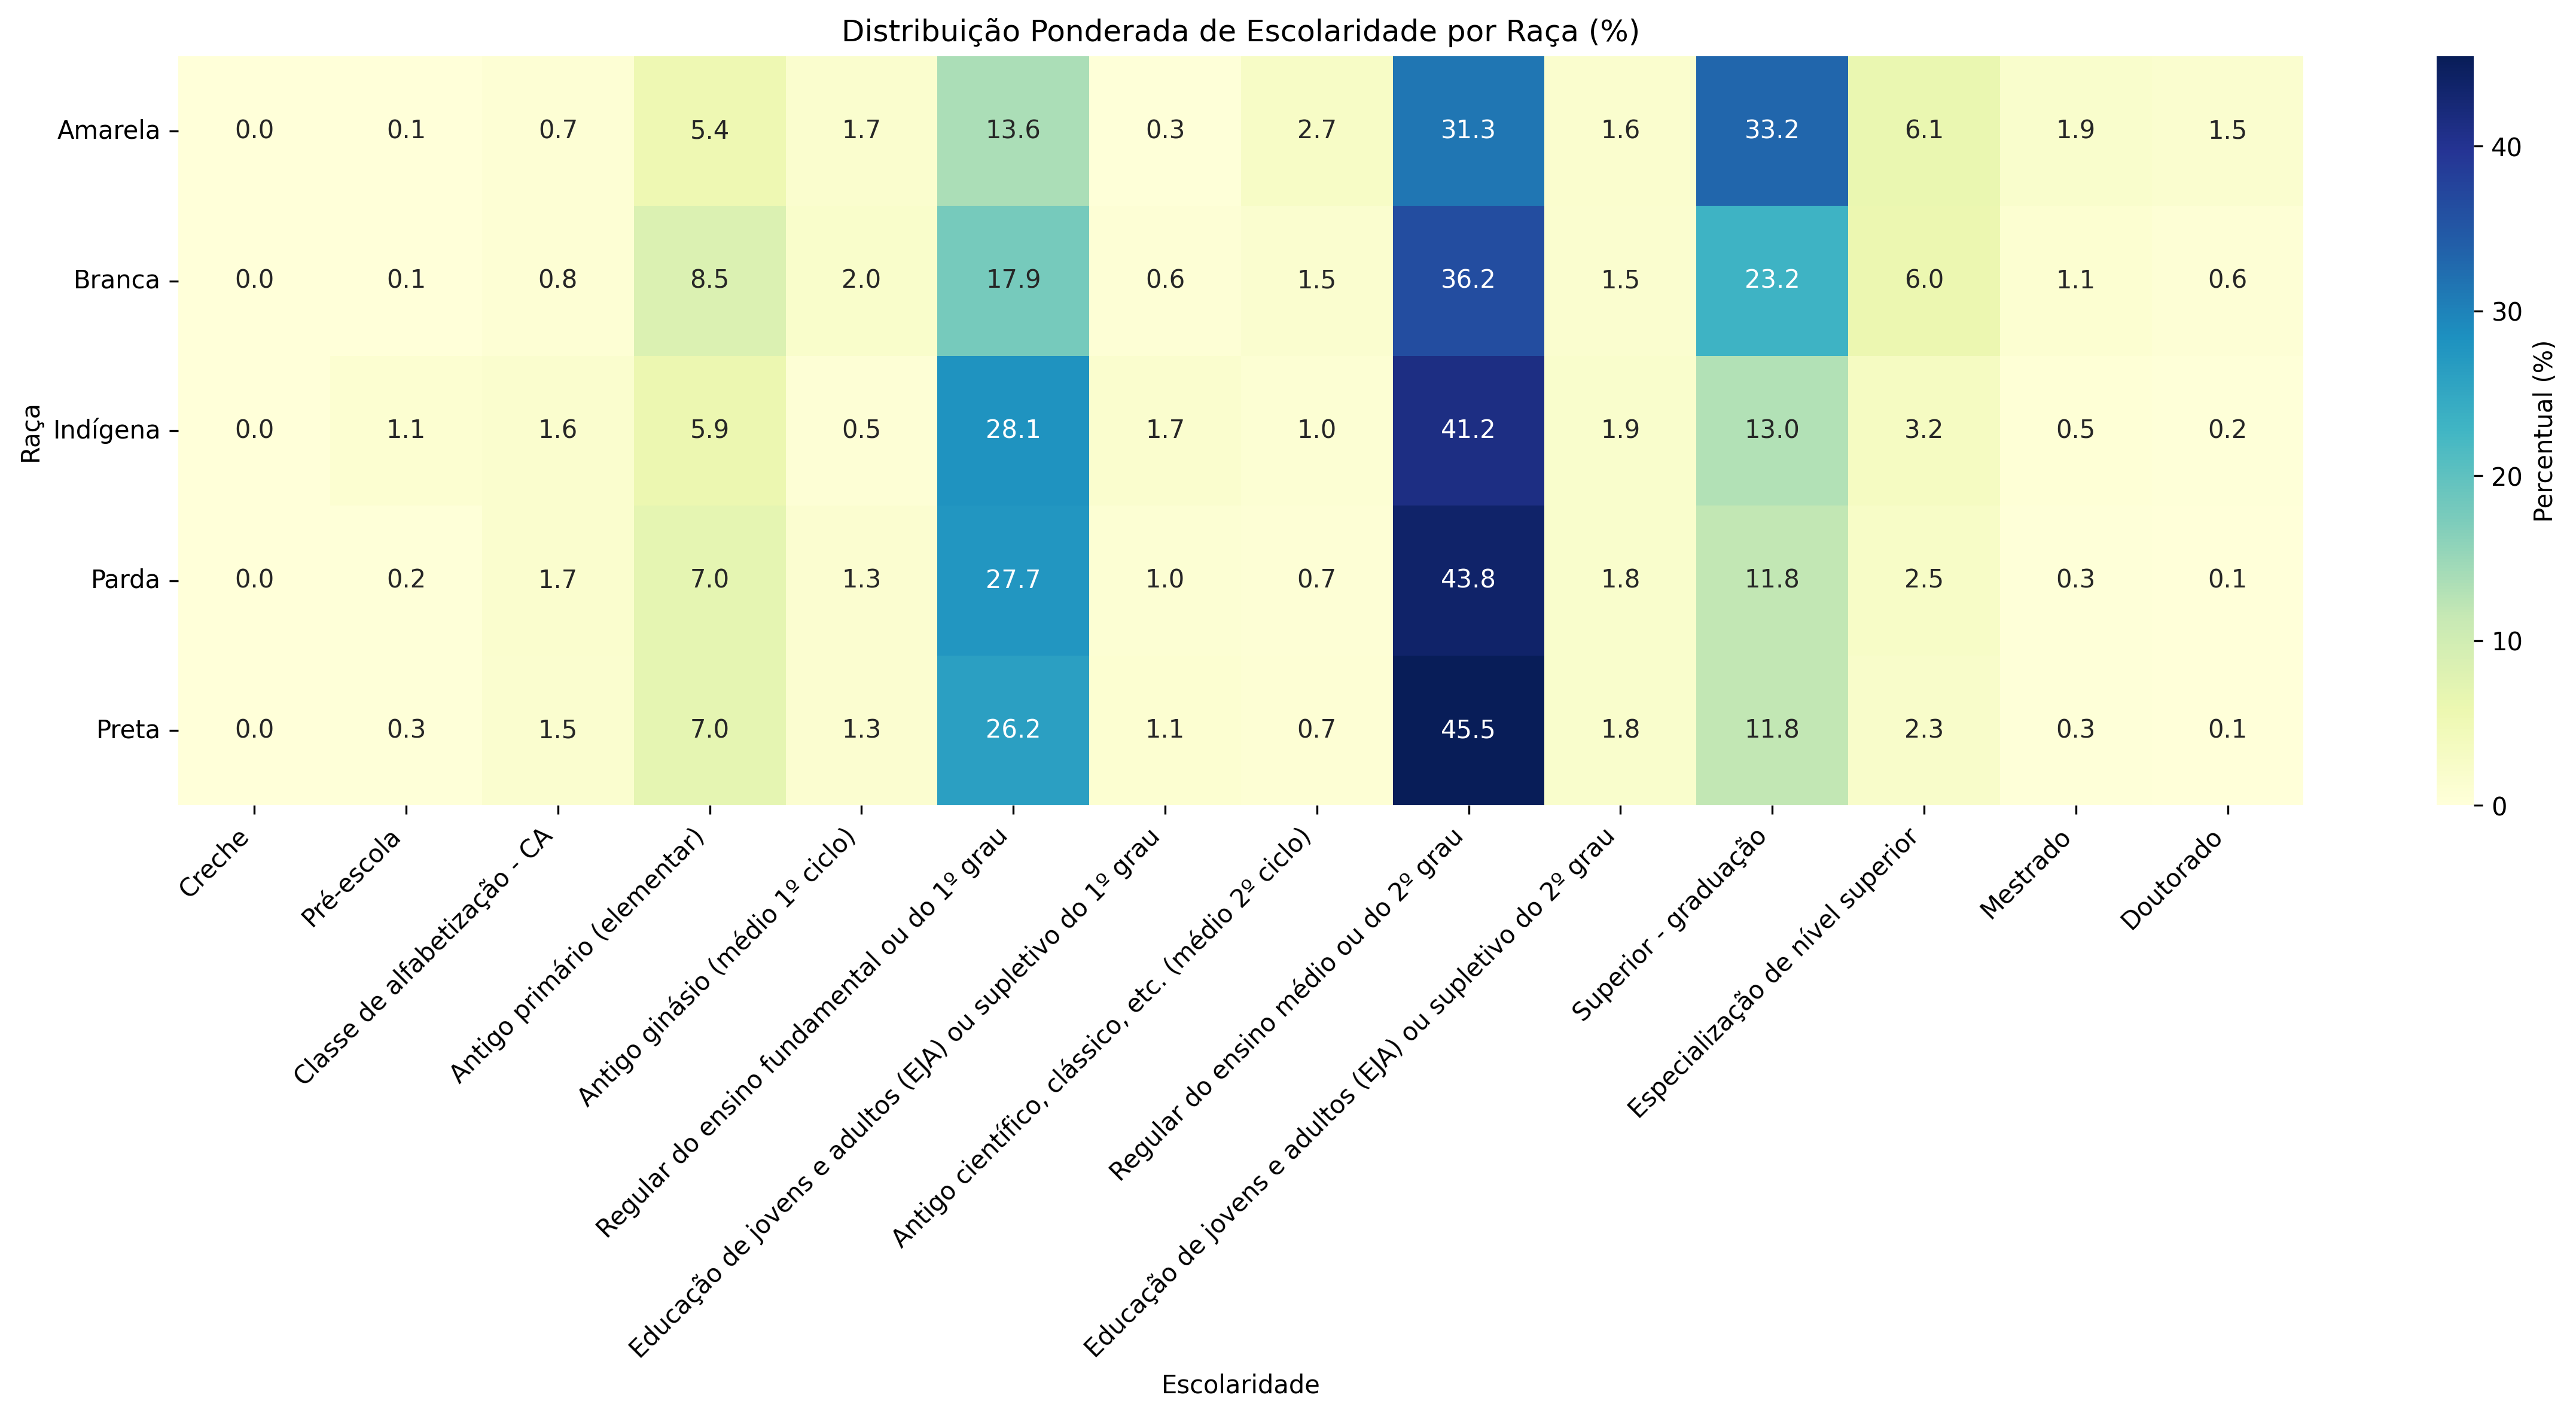 Distribuição Ponderada de Escolaridade por Raça (%)
Raça
Amarela 0.0 0.1 0.7 5.4 1.7 13.6 0.3 2.7 31.3 1.6 33.2 6.1 1.9 1.5
Branca 0.0 0.1 0.8 8.5 2.0 17.9 0.6 1.5 36.2 1.5 23.2 6.0 1.1 0.6
Indígena 0.0 1.1 1.6 5.9 0.5 28.1 1.7 1.0 41.2 1.9 13.0 3.2 0.5 0.2
Parda 0.0 0.2 1.7 7.0 1.3 27.7 1.0 0.7 43.8 1.8 11.8 2.5 0.3 0.1
Preta 0.0 0.3 1.5 7.0 1.3 26.2 1.1 0.7 45.5 1.8 11.8 2.3 0.3 0.1
Creche
Pré-escola
Classe de alfabetização - CA
Antigo primário (elementar)
Antigo ginásio (médio 1º ciclo)
Regular do ensino fundamental ou do 1º grau
Educação de jovens e adultos (EJA) ou supletivo do 1º grau
Antigo científico, clássico, etc. (médio 2º ciclo)
Regular do ensino médio ou do 2º grau
Educação de jovens e adultos (EJA) ou supletivo do 2º grau
Superior - graduação
Especialização de nível superior
Mestrado
Doutorado
Escolaridade
40
30
20
10
0
Percentual (%)